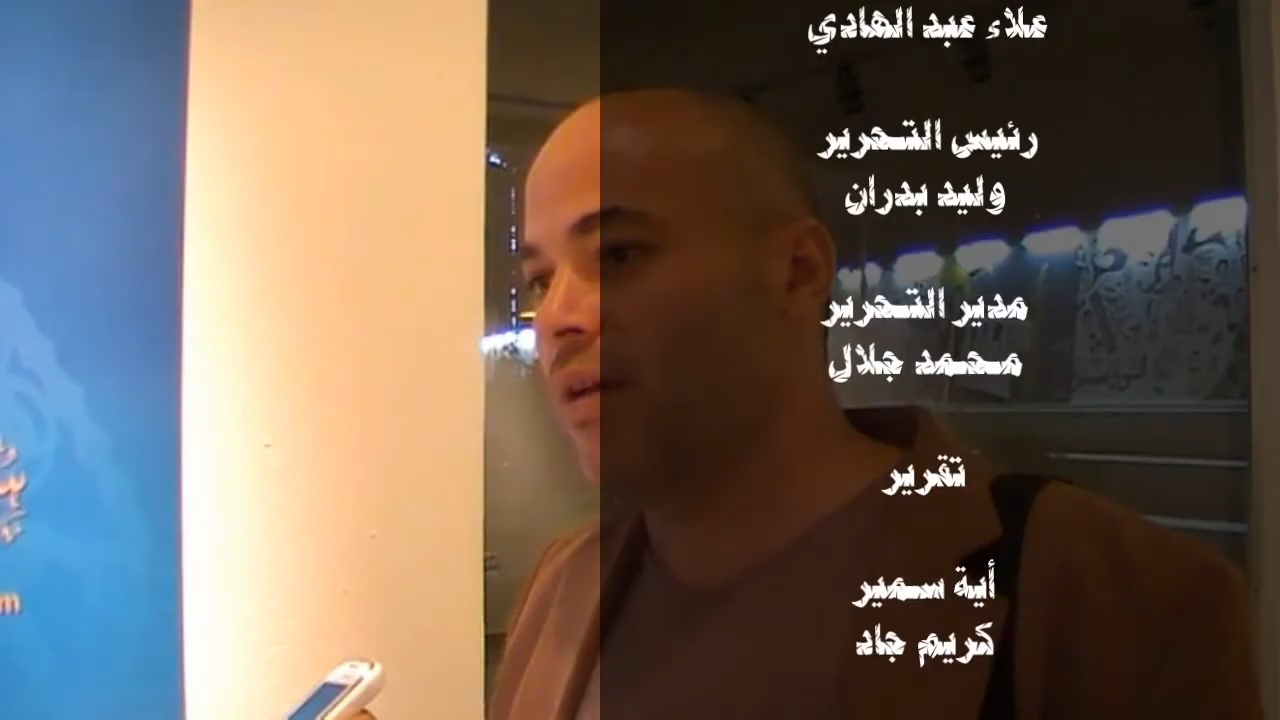 علاء عبد الهادي
رئيس التحرير
وليد بدران
مدير التحرير
محمد جلال
تقرير
أية سمير
كريم جاد